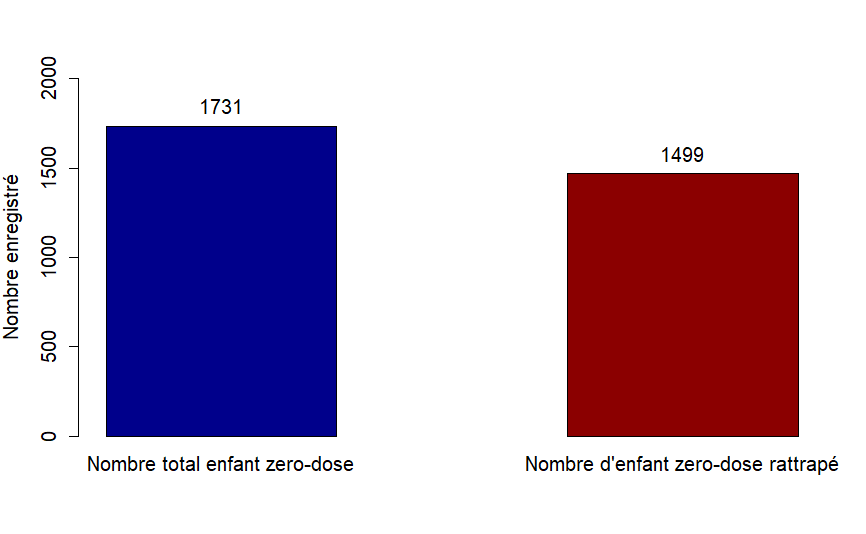 2000
1500
1000
500
0
Nombre enregistré
1731
1499
Nombre total enfant zero-dose
Nombre d'enfant zero-dose rattrapé